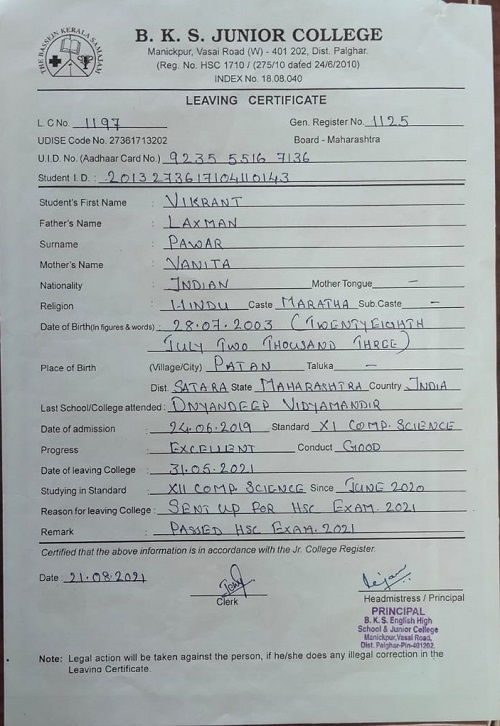 THE BASSEIN KERALA SAMAJAM
B. K. S. JUNIOR COLLEGE
Manickpur, Vasai Road (W) - 401 202, Dist. Palghar.
(Reg. No. HSC 1710 / (275/10 dated 24/6/2010)
INDEX No. 18.08.040
LEAVING CERTIFICATE
L. C No. 1197 Gen. Register No. 1125
UDISE Code No. 27361713202 Board - Maharashtra
U.I.D. No. (Aadhaar Card No.) 9235 5516 7136
Student I. D. : 2013273617104110143
Student's First Name : VIKRANT
Father's Name : LAXMAN
Surname : PAWAR
Mother's Name : VANITA
Nationality : INDIAN Mother Tongue —
Religion : HINDU Caste MARATHA Sub.Caste —
Date of Birth(in figures & words) : 28.07.2003 (TWENTYEIGHTH
JULY TWO THOUSAND THREE)
Place of Birth (Village/City) PATAN Taluka —
Dist. SATARA State MAHARASHTRA Country INDIA
Last School/College attended : DNYANDEEP VIDYAMANDIR
Date of admission : 24.06.2019 Standard XI COMP. SCIENCE
Progress : EXCELLENT Conduct GOOD
Date of leaving College : 31.05.2021
Studying in Standard : XII COMP. SCIENCE Since JUNE 2020
Reason for leaving College : SENT UP FOR HSC EXAM. 2021
Remark : PASSED HSC EXAM. 2021
Certified that the above information is in accordance with the Jr. College Register.
Date : 21.08.2021
Clerk Headmistress / Principal
PRINCIPAL
B. K. S. English High
School & Junior College
Manickpur,Vasai Road,
Dist. Palghar-Pin-401202.
Note: Legal action will be taken against the person, if he/she does any illegal correction in the
Leaving Certificate.